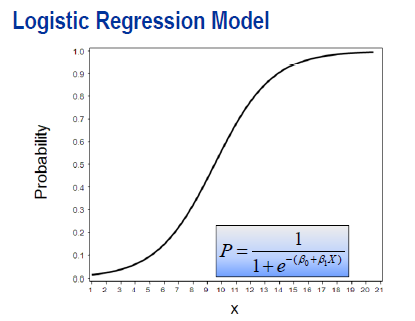 Logistic Regression Model
1.0
0.9
0.8
0.7
0.6
0.5
0.4
0.3
0.2
0.1
0.0
Probability
P = 1 / (1 + e^{-(β₀+β₁X)})
1 2 3 4 5 6 7 8 9 10 11 12 13 14 15 16 17 18 19 20 21
X